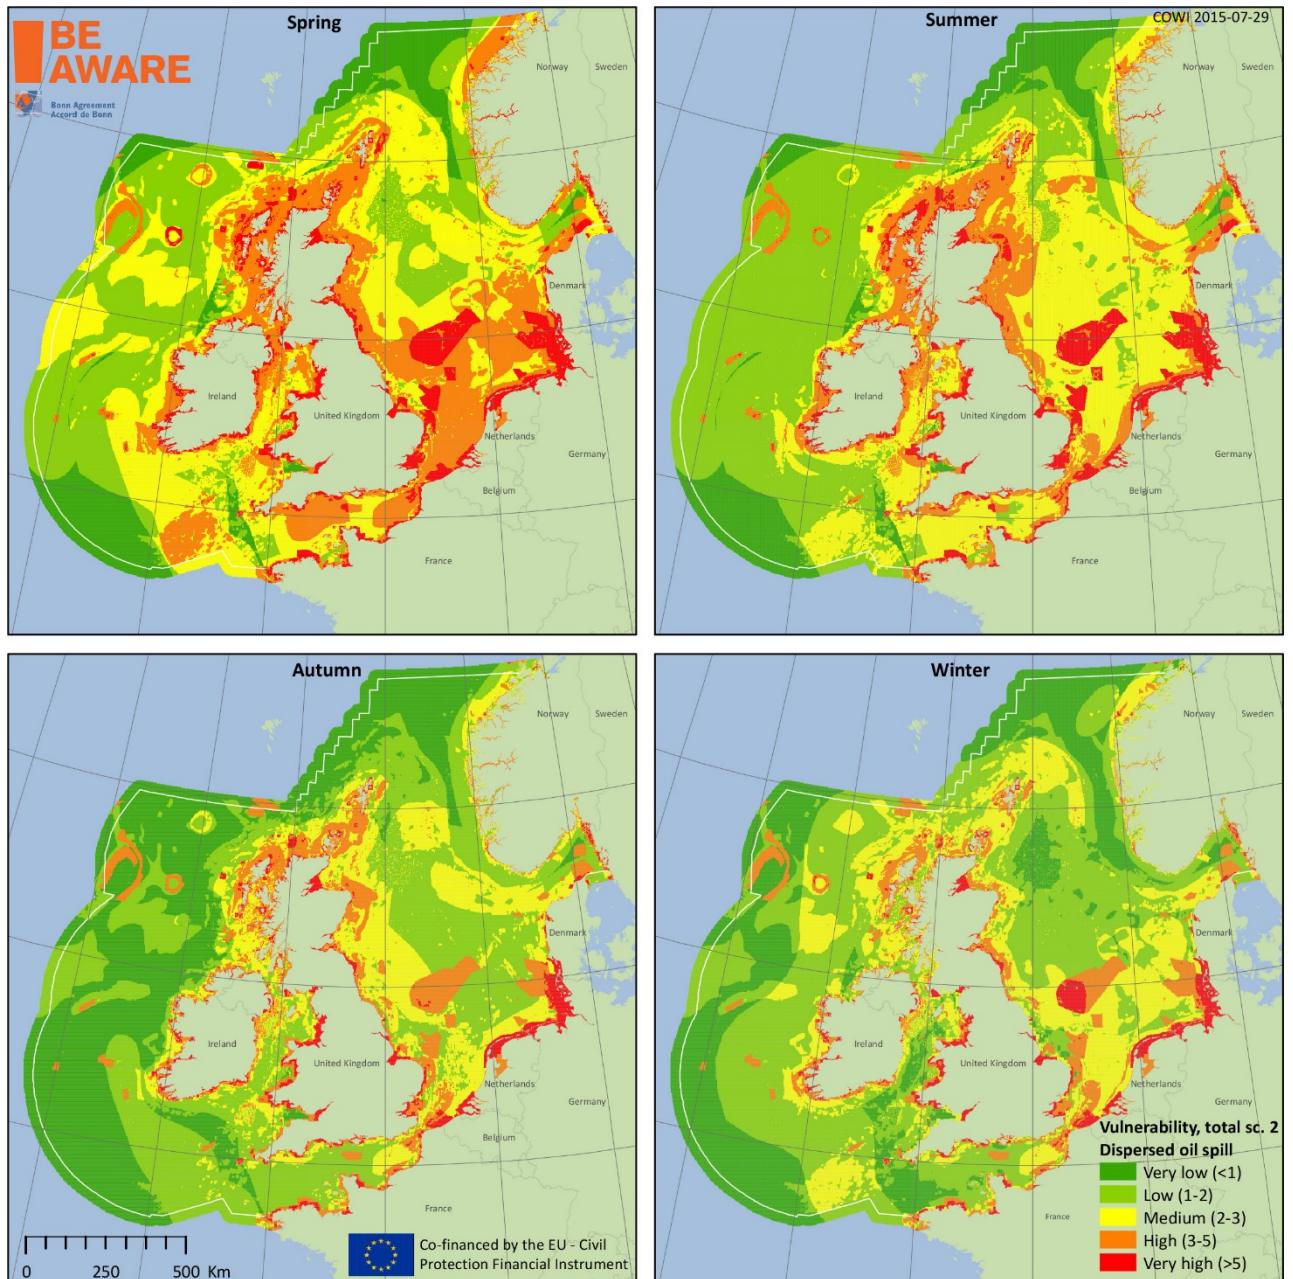 Spring
BE
AWARE
Bonn Agreement
Accord de Bonn
Norway
Sweden
Denmark
Ireland
United Kingdom
Netherlands
Germany
Belgium
France
Summer
COWI 2015-07-29
Norway
Sweden
Denmark
Ireland
United Kingdom
Netherlands
Germany
Belgium
France
Autumn
Norway
Sweden
Denmark
Ireland
United Kingdom
Netherlands
Germany
Belgium
France
0 250 500 Km
Co-financed by the EU - Civil
Protection Financial Instrument
Winter
Norway
Sweden
Denmark
Ireland
United Kingdom
Netherlands
Germany
Belgium
France
Vulnerability, total sc. 2
Dispersed oil spill
Very low (<1)
Low (1-2)
Medium (2-3)
High (3-5)
Very high (>5)